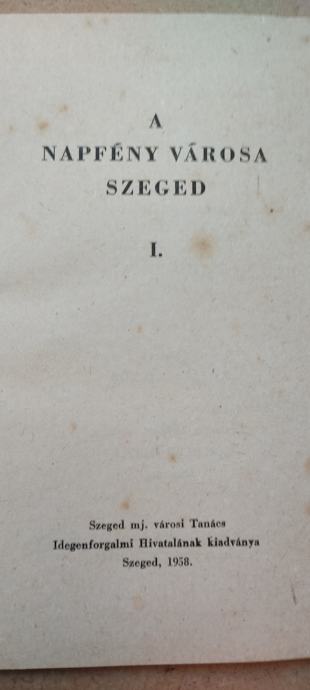 A
NAPFÉNY VÁROSA
SZEGED
I.
Szeged mj. városi Tanács
Idegenforgalmi Hivatalának kiadványa
Szeged, 1958.